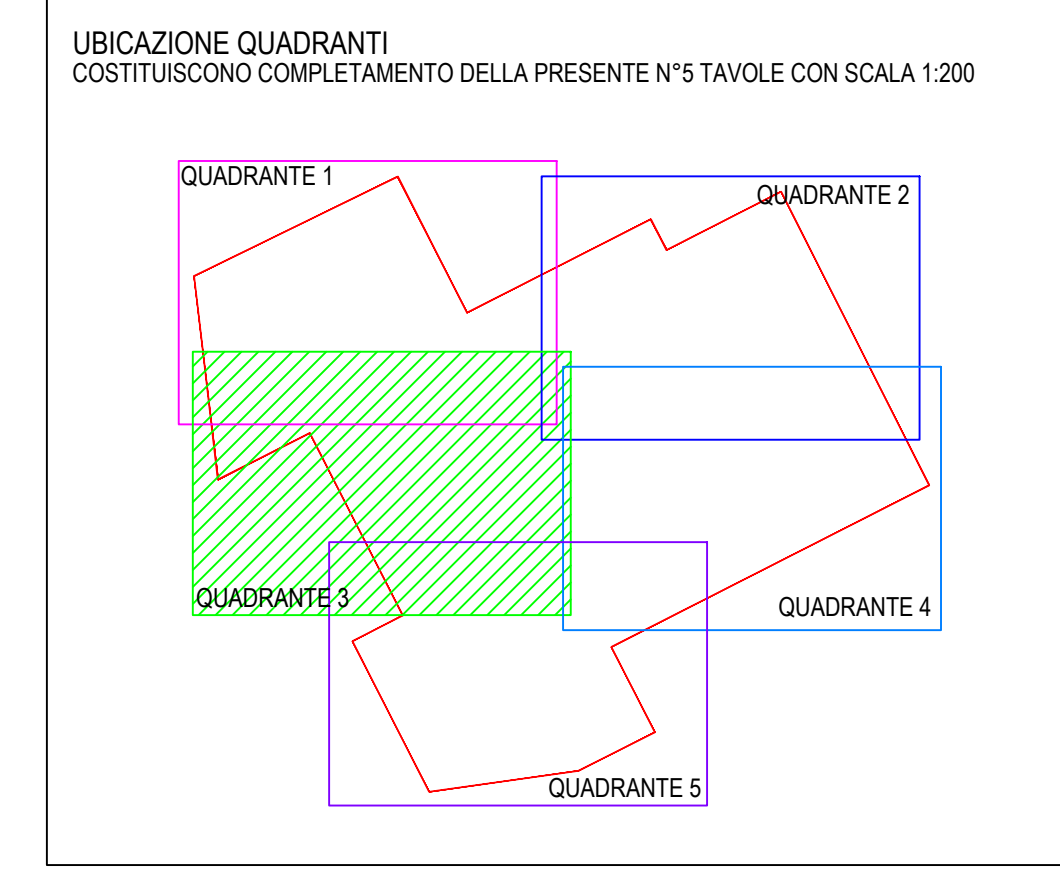 UBICAZIONE QUADRANTI
COSTITUISCONO COMPLETAMENTO DELLA PRESENTE N°5 TAVOLE CON SCALA 1:200
QUADRANTE 1
QUADRANTE 2
QUADRANTE 3
QUADRANTE 4
QUADRANTE 5